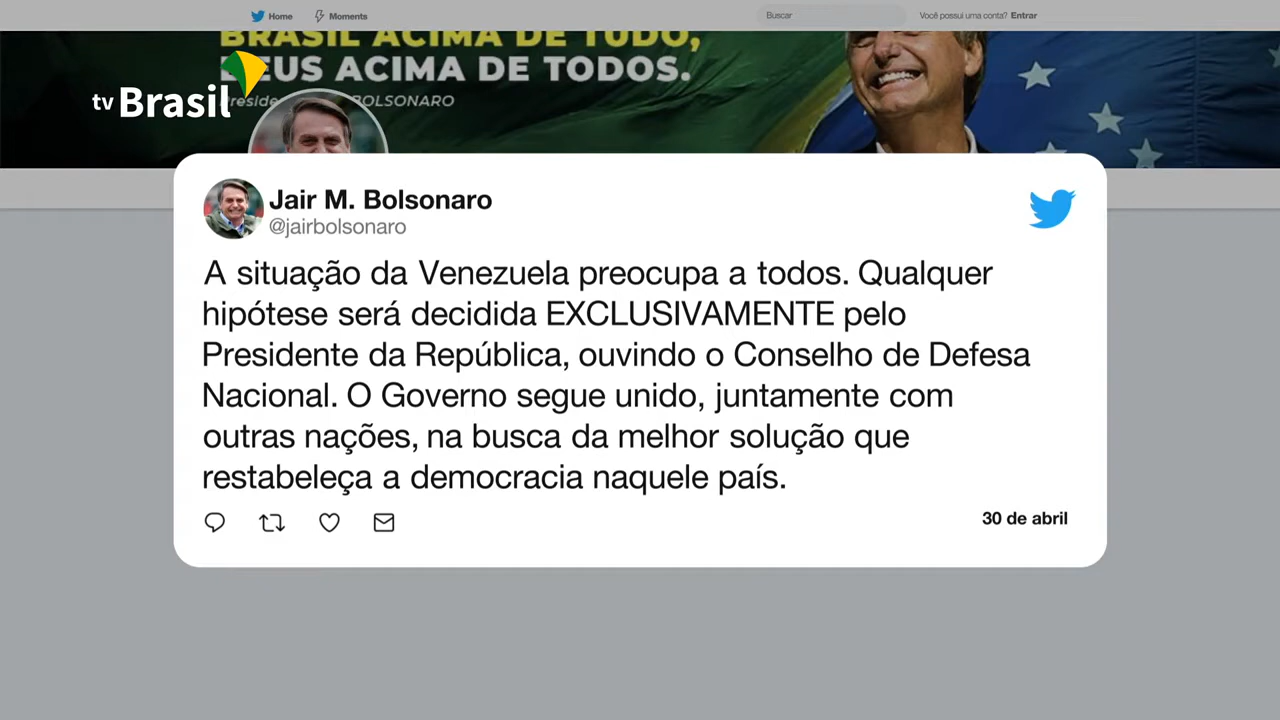 Home
Moments
Buscar
Você possui uma conta? Entrar
BRASIL ACIMA DE TUDO,
DEUS ACIMA DE TODOS.
BOLSONARO
tv Brasil
Jair M. Bolsonaro
@jairbolsonaro
A situação da Venezuela preocupa a todos. Qualquer
hipótese será decidida EXCLUSIVAMENTE pelo
Presidente da República, ouvindo o Conselho de Defesa
Nacional. O Governo segue unido, juntamente com
outras nações, na busca da melhor solução que
restabeleça a democracia naquele país.
30 de abril